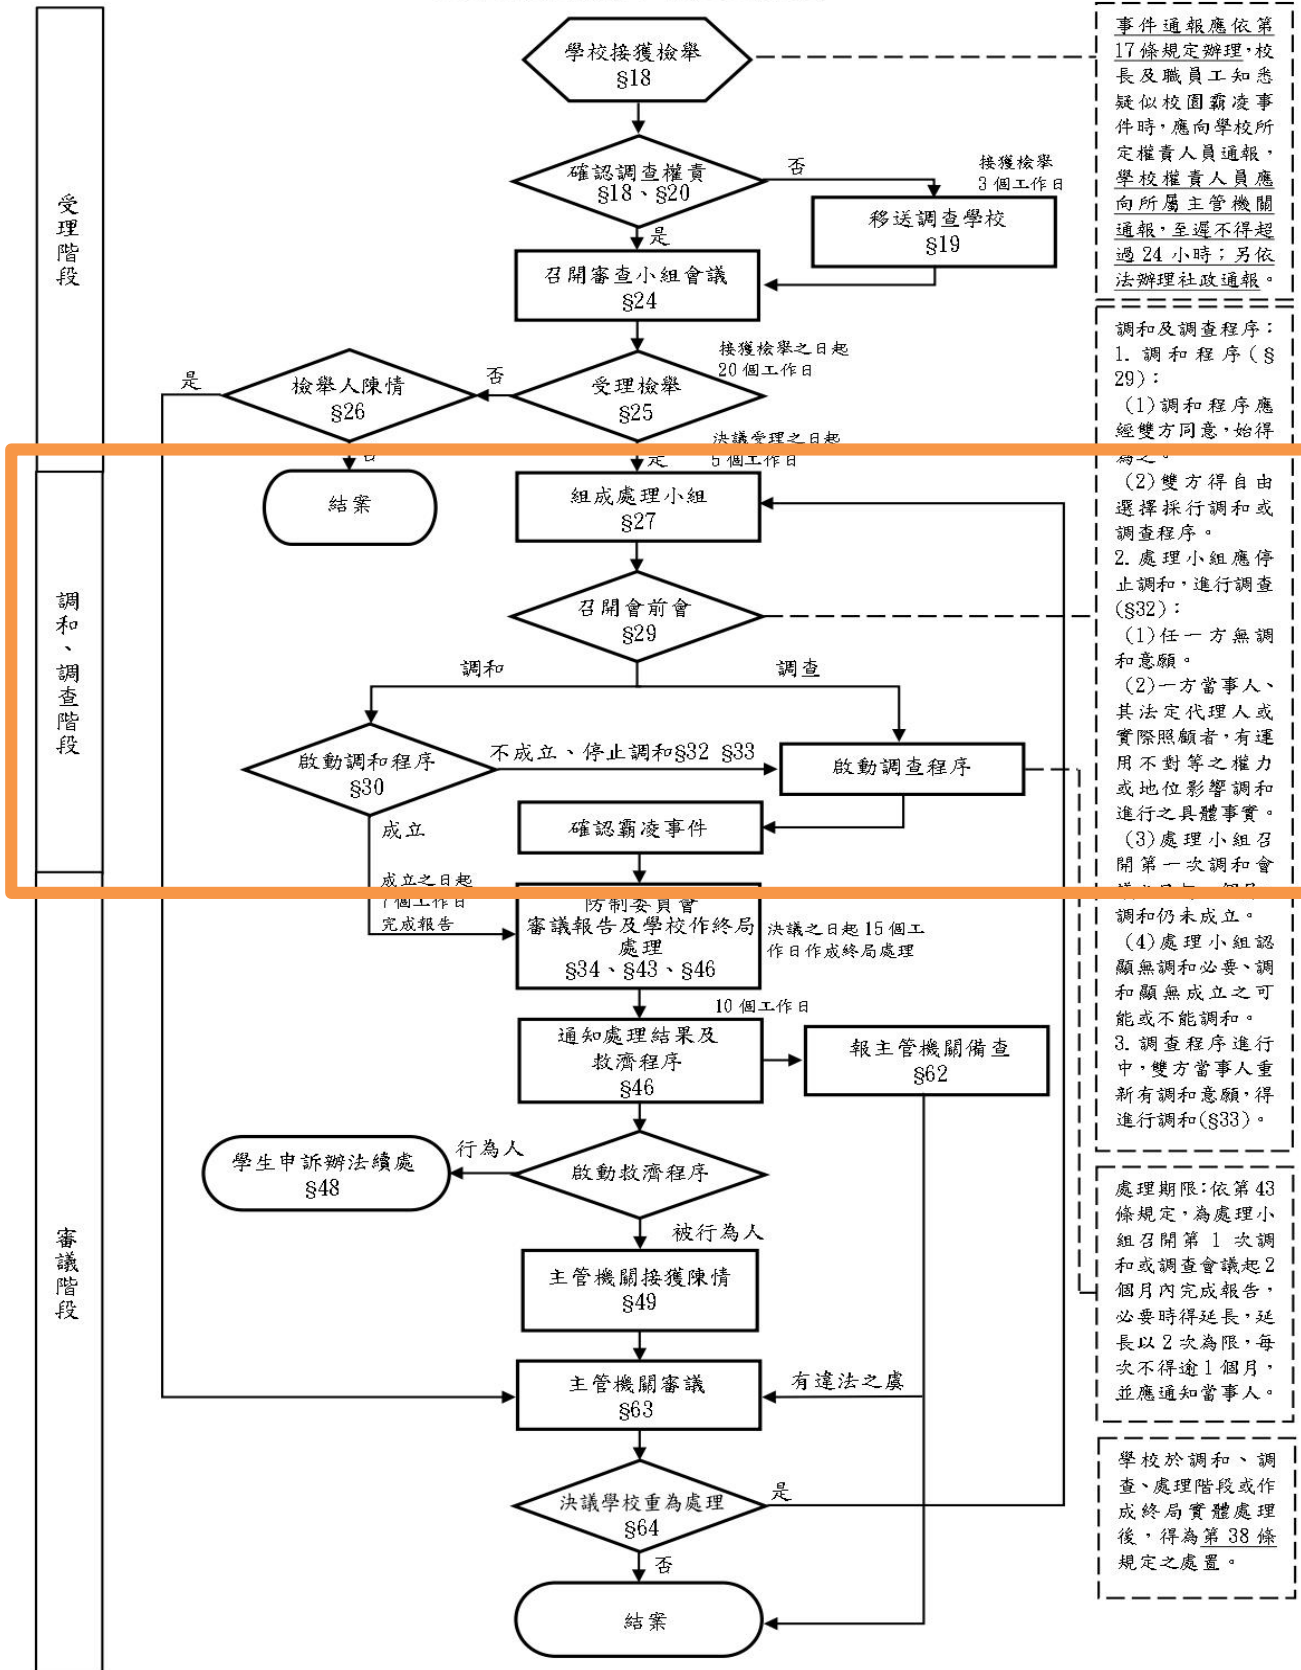 受理階段
調和、調查階段
審議階段
學校接獲檢舉
§18
確認調查權責
§18、§20
否
接獲檢舉
3 個工作日
移送調查學校
§19
是
召開審查小組會議
§24
接獲檢舉之日起
20 個工作日
受理檢舉
§25
否
檢舉人陳情
§26
是
否
結案
決議受理之日起
5 個工作日
是
組成處理小組
§27
召開會前會
§29
調和
調查
啟動調和程序
§30
不成立、停止調和§32 §33
啟動調查程序
成立
確認霸凌事件
成立之日起
7 個工作日
完成報告
防制委員會
審議報告及學校作終局
處理
§34、§43、§46
決議之日起 15 個工
作日作成終局處理
10 個工作日
通知處理結果及
救濟程序
§46
報主管機關備查
§62
啟動救濟程序
行為人
學生申訴辦法續處
§48
被行為人
主管機關接獲陳情
§49
主管機關審議
§63
有違法之虞
決議學校重為處理
§64
是
否
結案
事件通報應依第
17 條規定辦理，校
長及職員工知悉
疑似校園霸凌事
件時，應向學校所
定權責人員通報，
學校權責人員應
向所屬主管機關
通報，至遲不得超
過 24 小時；另依
法辦理社政通報。
調和及調查程序：
1. 調和程序（§
29）：
(1)調和程序應
經雙方同意，始得
為之。
(2)雙方得自由
選擇採行調和或
調查程序。
2. 處理小組應停
止調和，進行調查
(§32)：
(1)任一方無調
和意願。
(2)一方當事人、
其法定代理人或
實際照顧者，有運
用不對等之權力
或地位影響調和
進行之具體事實。
(3)處理小組召
開第一次調和會
調和仍未成立。
(4)處理小組認
顯無調和必要、調
和顯無成立之可
能或不能調和。
3. 調查程序進行
中，雙方當事人重
新有調和意願，得
進行調和(§33)。
處理期限：依第 43
條規定，為處理小
組召開第 1 次調
和或調查會議起 2
個月內完成報告，
必要時得延長，延
長以 2 次為限，每
次不得逾 1 個月，
並應通知當事人。
學校於調和、調
查、處理階段或作
成終局實體處理
後，得為第 38 條
規定之處置。